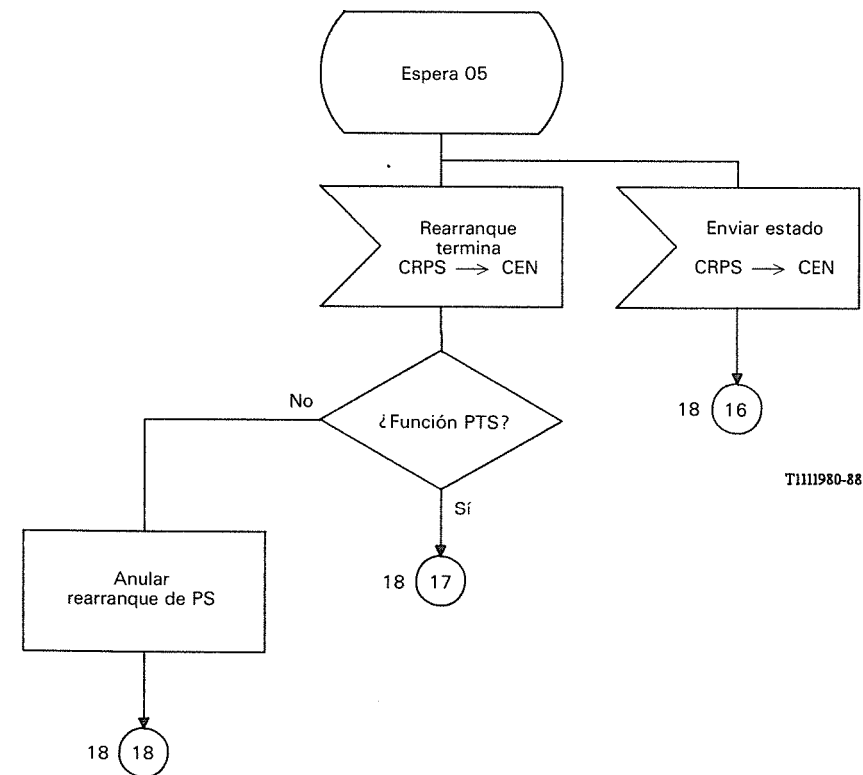 Espera 05
Rearranque
termina
CRPS → CEN
Enviar estado
CRPS → CEN
No
¿Función PTS?
18 16
T1111980-88
Sí
18 17
Anular
rearranque de PS
18 18